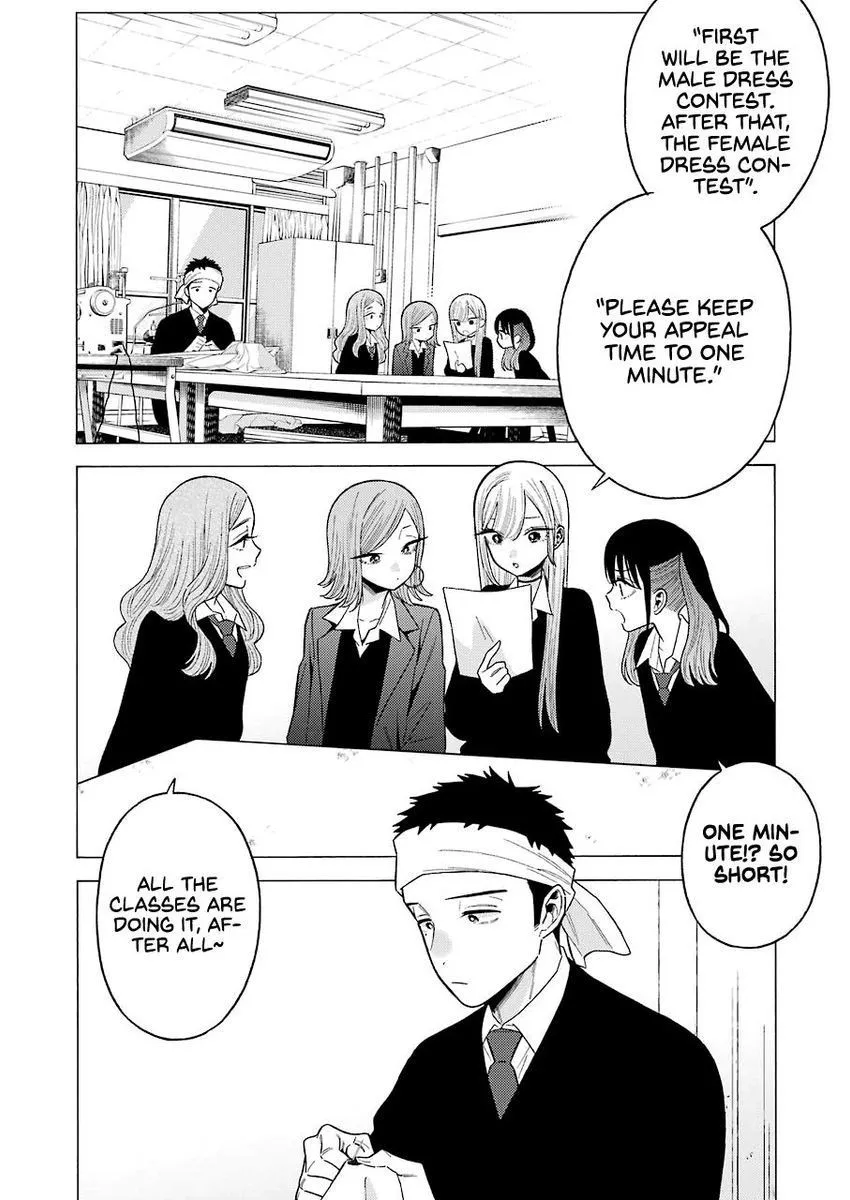 "FIRST
WILL BE THE
MALE DRESS
CONTEST.
AFTER THAT,
THE FEMALE
DRESS CON-
TEST".
"PLEASE KEEP
YOUR APPEAL
TIME TO ONE
MINUTE."
ONE MIN-
UTE!? SO
SHORT!
ALL THE
CLASSES ARE
DOING IT, AF-
TER ALL~